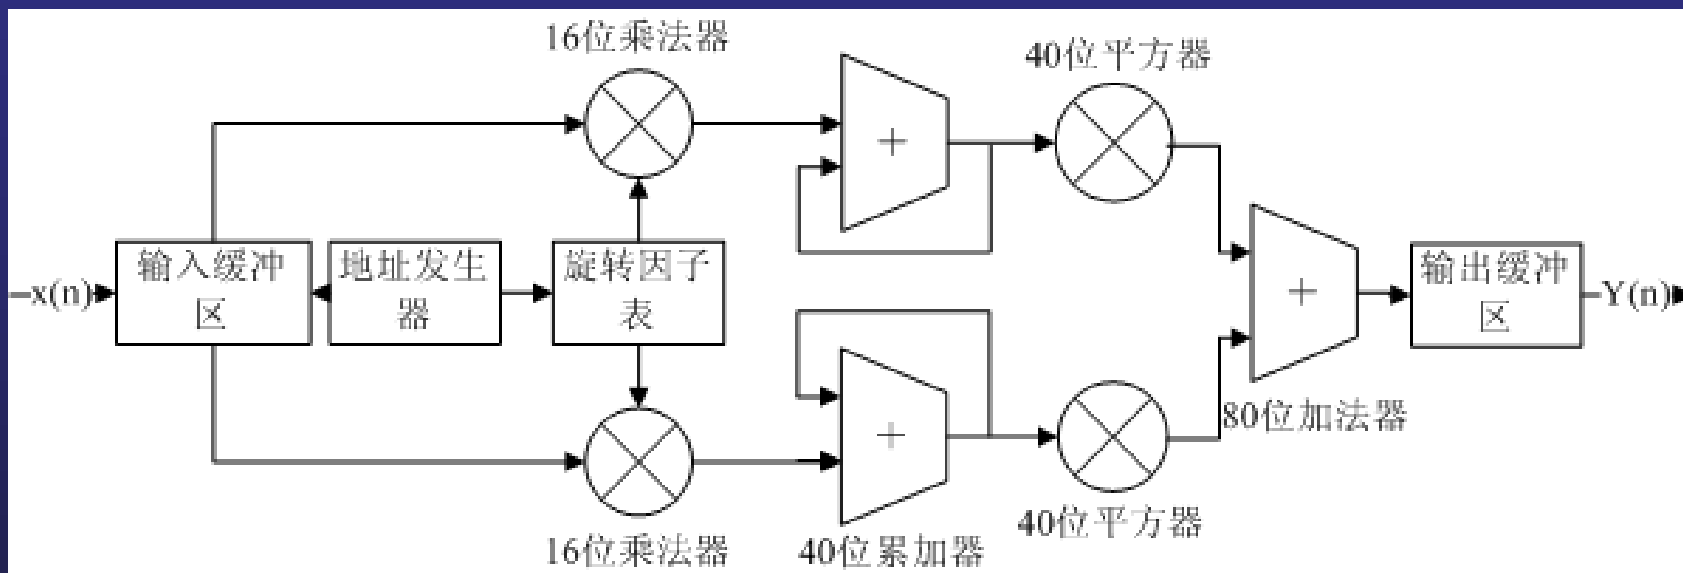 16位乘法器
40位平方器
+
x(n)
输入缓冲
区
地址发生
器
旋转因子
表
+
输出缓冲
区
Y(n)
+
80位加法器
16位乘法器
40位累加器
40位平方器